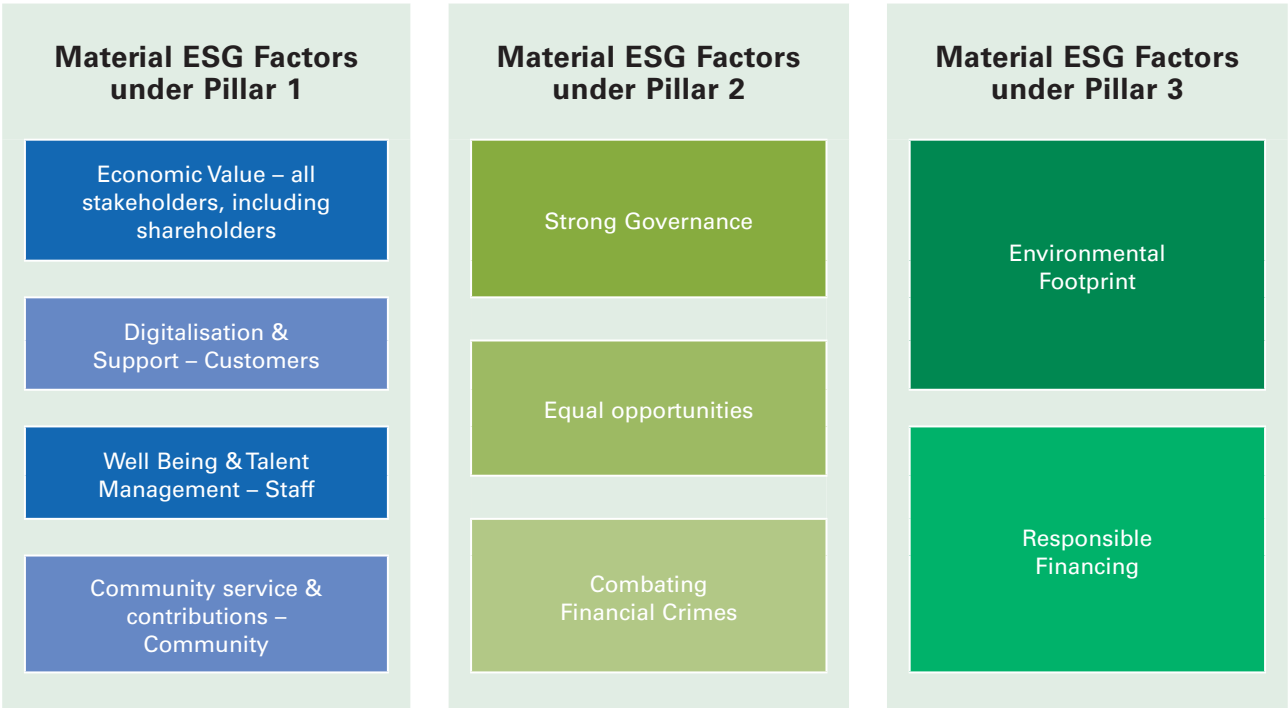 Material ESG Factors
under Pillar 1
Economic Value – all
stakeholders, including
shareholders
Digitalisation &
Support – Customers
Well Being & Talent
Management – Staff
Community service &
contributions –
Community
Material ESG Factors
under Pillar 2
Strong Governance
Equal opportunities
Combating
Financial Crimes
Material ESG Factors
under Pillar 3
Environmental
Footprint
Responsible
Financing